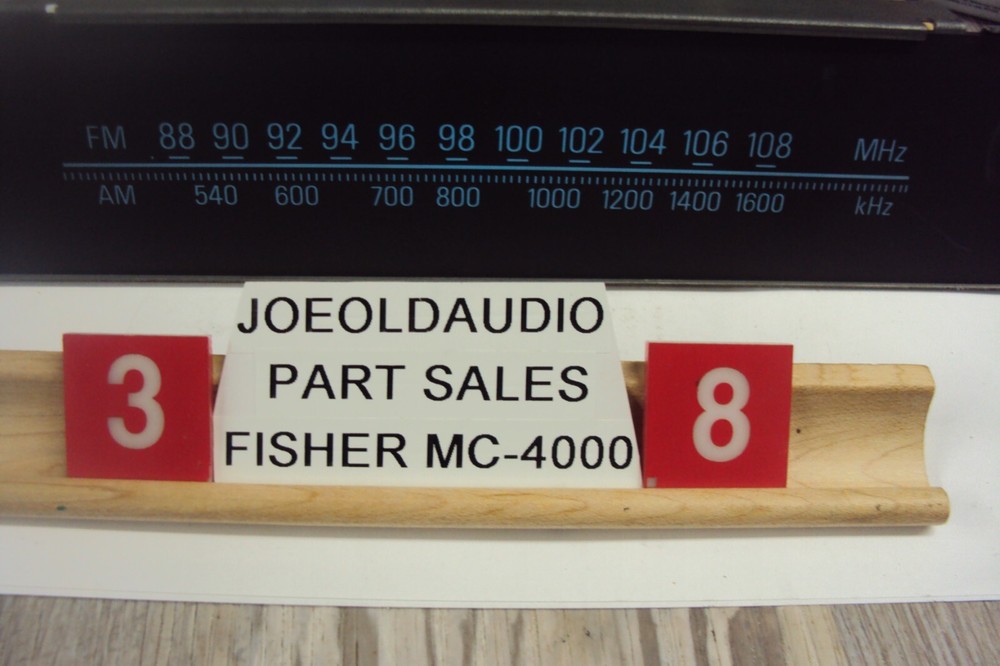 FM 88 90 92 94 96 98 100 102 104 106 108 MHz
AM 540 600 700 800 1000 1200 1400 1600 kHz
JOEOLDAUDIO
PART SALES
FISHER MC-4000
3 8